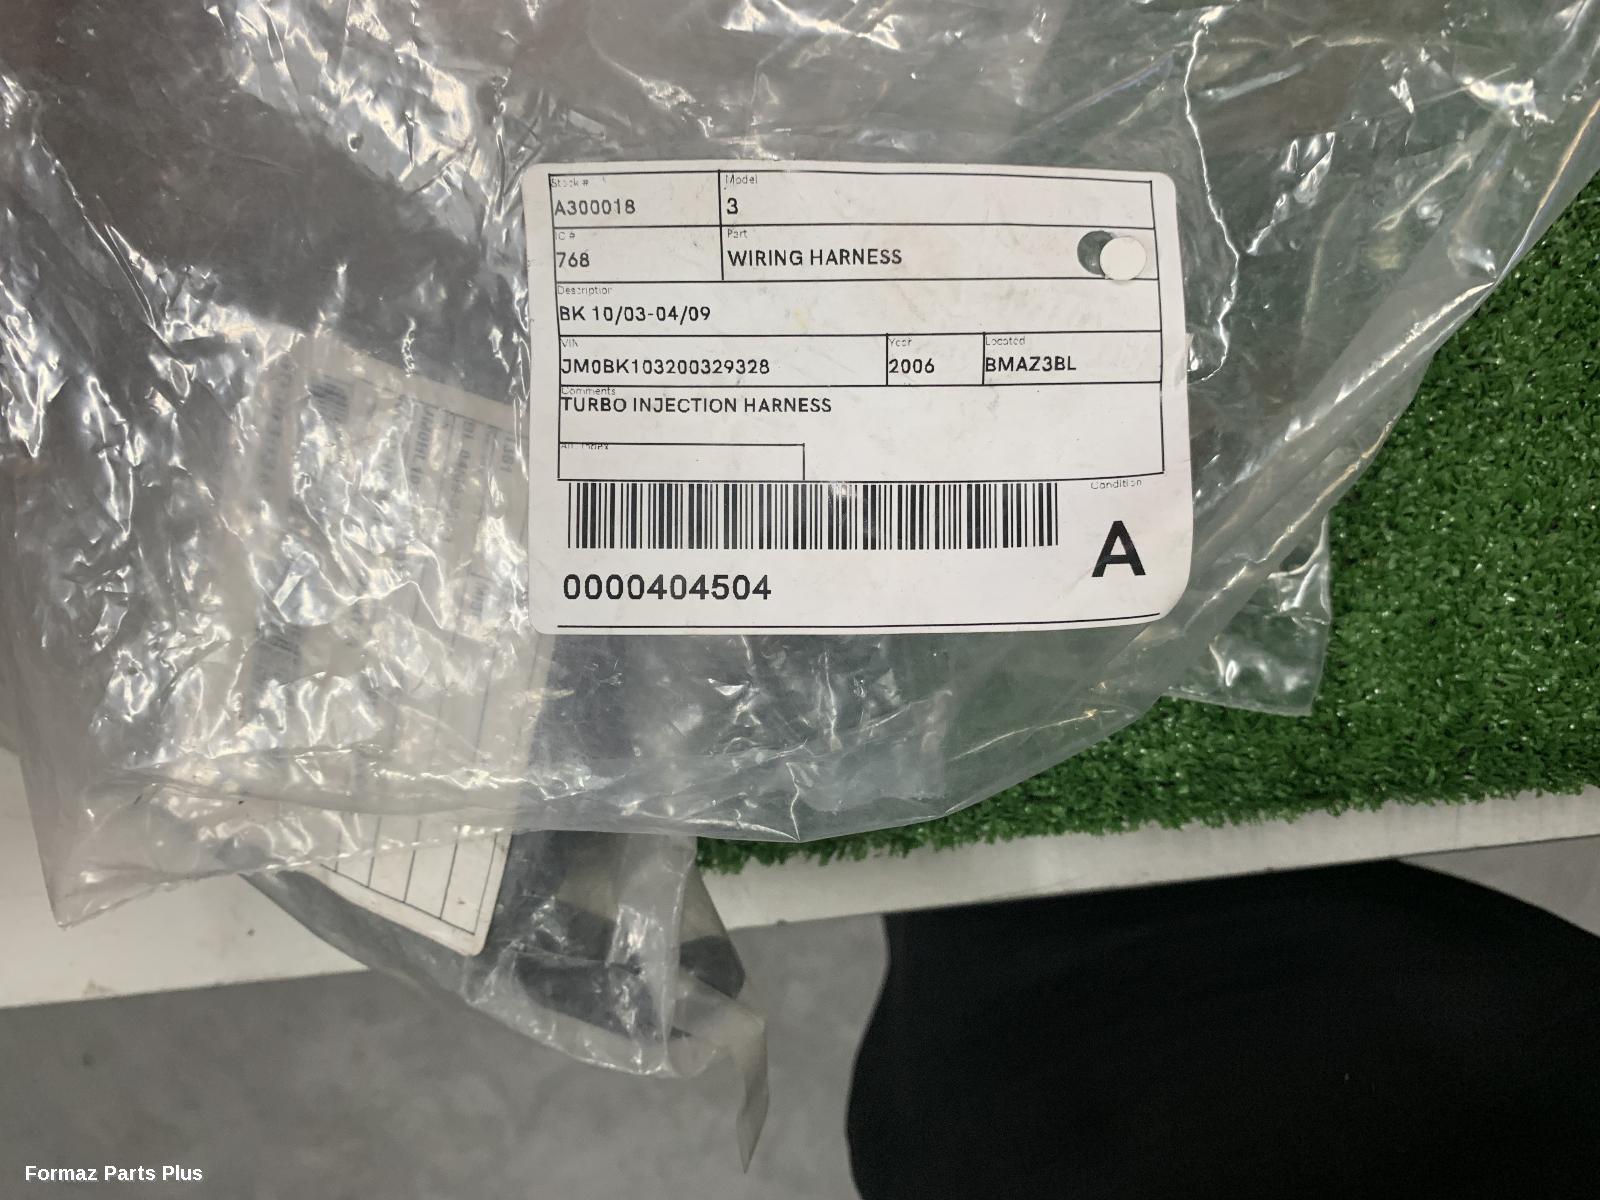 Stock #
Model
A300018
3
IC #
Part
768
WIRING HARNESS
Description
BK 10/03-04/09
VIN
Year
Located
JM0BK103200329328
2006
BMAZ3BL
Comments
TURBO INJECTION HARNESS
Condition
A
0000404504
Formaz Parts Plus